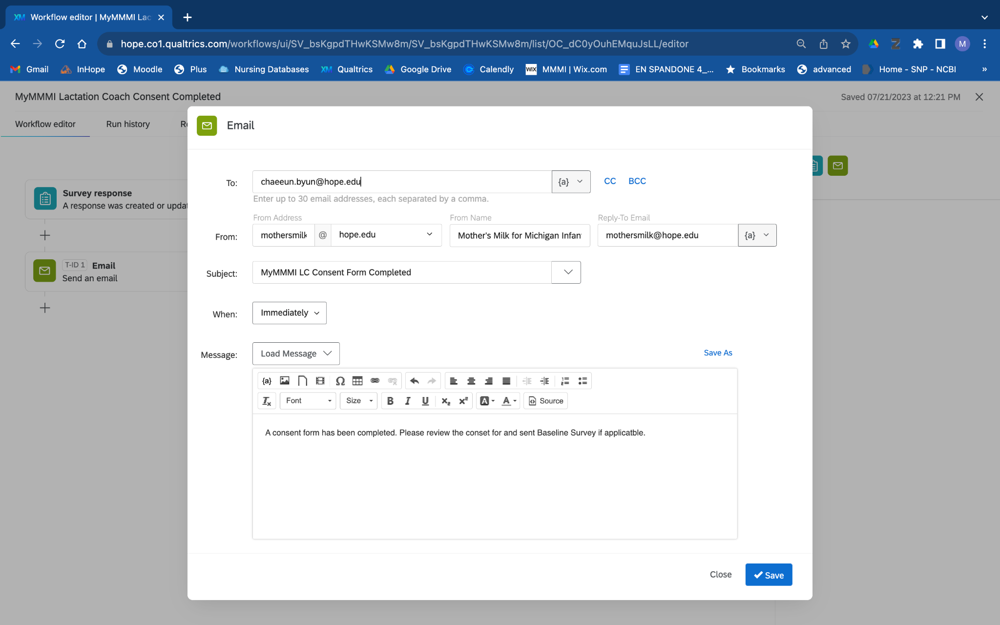 XM Workflow editor | MyMMMI Lac
hope.co1.qualtrics.com/workflows/ui/SV_bsKgpdTHwKSMw8m/SV_bsKgpdTHwKSMw8m/list/OC_dC0yOuhEMquJsLL/editor
Z M
Gmail InHope Moodle Plus Nursing Databases XM Qualtrics Google Drive Calendly WIX MMMI | Wix.com EN SPANDONE 4_... Bookmarks advanced Home - SNP - NCBI »
MyMMMI Lactation Coach Consent Completed
Saved 07/21/2023 at 12:21 PM
Workflow editor Run history Re
Survey response
A response was created or updat
T-ID 1 Email
Send an email
Email
To: chaeeun.byun@hope.edu {a} CC BCC
Enter up to 30 email addresses, each separated by a comma.
From Address From Name Reply-To Email
From: mothersmilk @ hope.edu Mother's Milk for Michigan Infan mothersmilk@hope.edu {a}
Subject: MyMMMI LC Consent Form Completed
When: Immediately
Message: Load Message Save As
{a} Ω
Font Size B I U x₂ x² A A Source
A consent form has been completed. Please review the conset for and sent Baseline Survey if applicatble.
Close Save